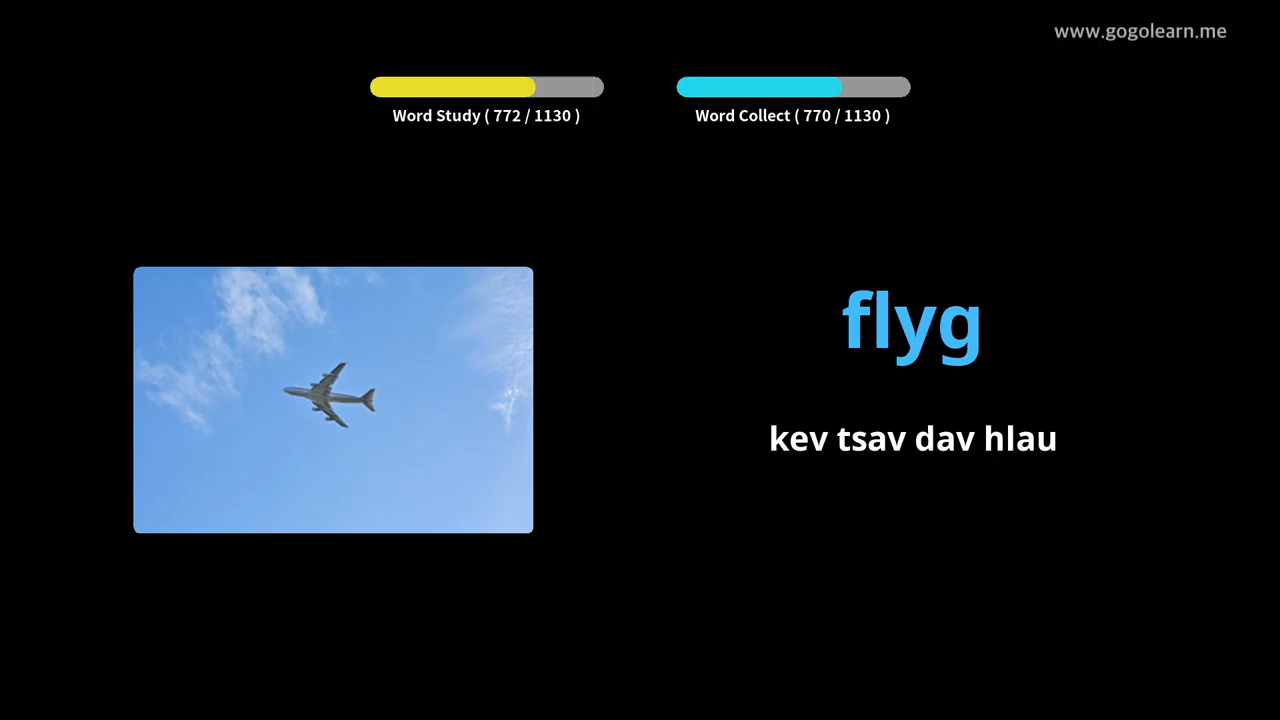 www.gogolearn.me
Word Study ( 772 / 1130 )
Word Collect ( 770 / 1130 )
flyg
kev tsav dav hlau